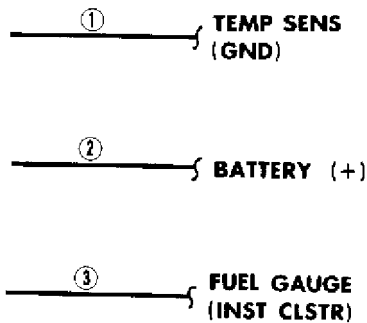 ① TEMP SENS
(GND)
② BATTERY (+)
③ FUEL GAUGE
(INST CLSTR)